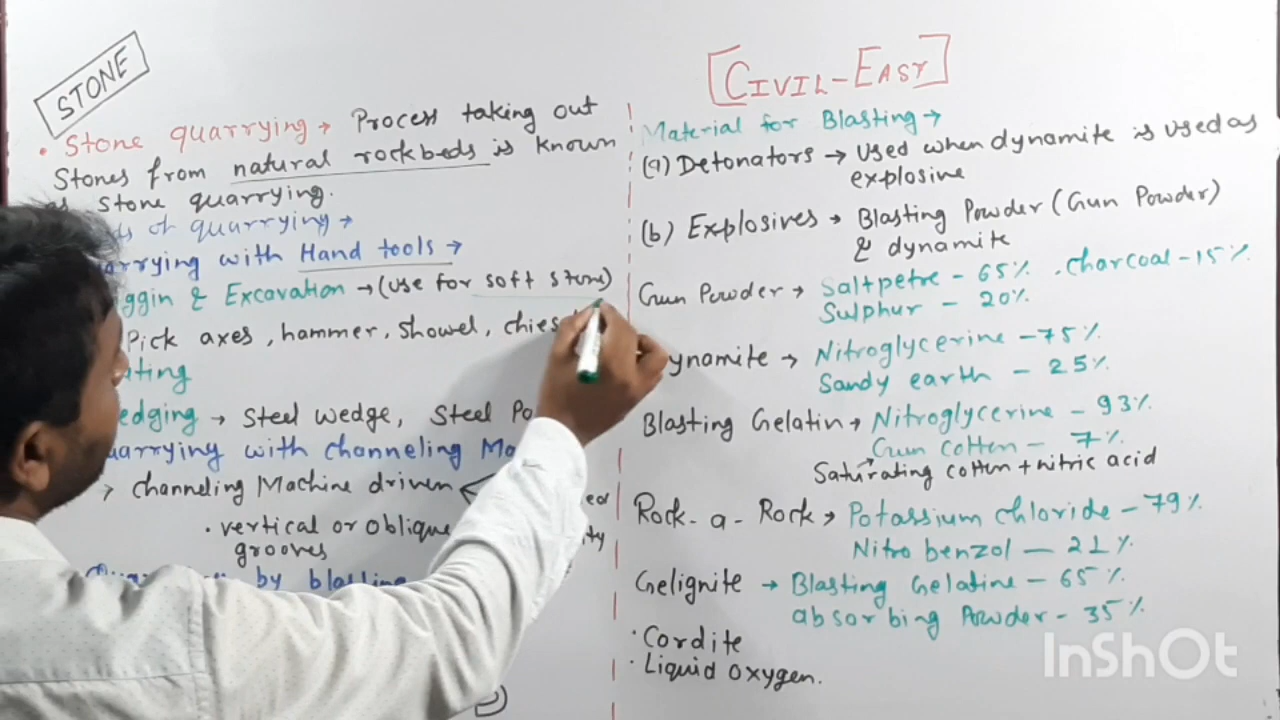 STONE
• Stone quarrying → Process taking out
Stones from natural rockbeds is known
as stone quarrying.
of quarrying →
with Hand tools →
& Excavation → (use for soft stone)
Pick axes, hammer, showel,
→ Steel wedge, Steel
with channeling
→ channeling Machine driven
• vertical or oblique
grooves
by
[CIVIL-EASY]
Material for Blasting →
(a) Detonators → used when dynamite is used as
explosive
(b) Explosives → Blasting Powder (Gun Powder)
& dynamite
Gun Powder → Saltpetre - 65% . charcoal - 15%
Sulphur - 20%
Nitroglycerine - 75%
Sandy earth - 25%
Blasting Gelatin → Nitroglycerine - 93%
Gun cotten - 7%
Saturating cotten + nitric acid
Rock - a - Rock → Potassium chloride - 79%
Nitro benzol - 21%
Gelignite → Blasting Gelatine - 65%
absorbing Powder - 35%
• Cordite
• Liquid oxygen.
InShOt